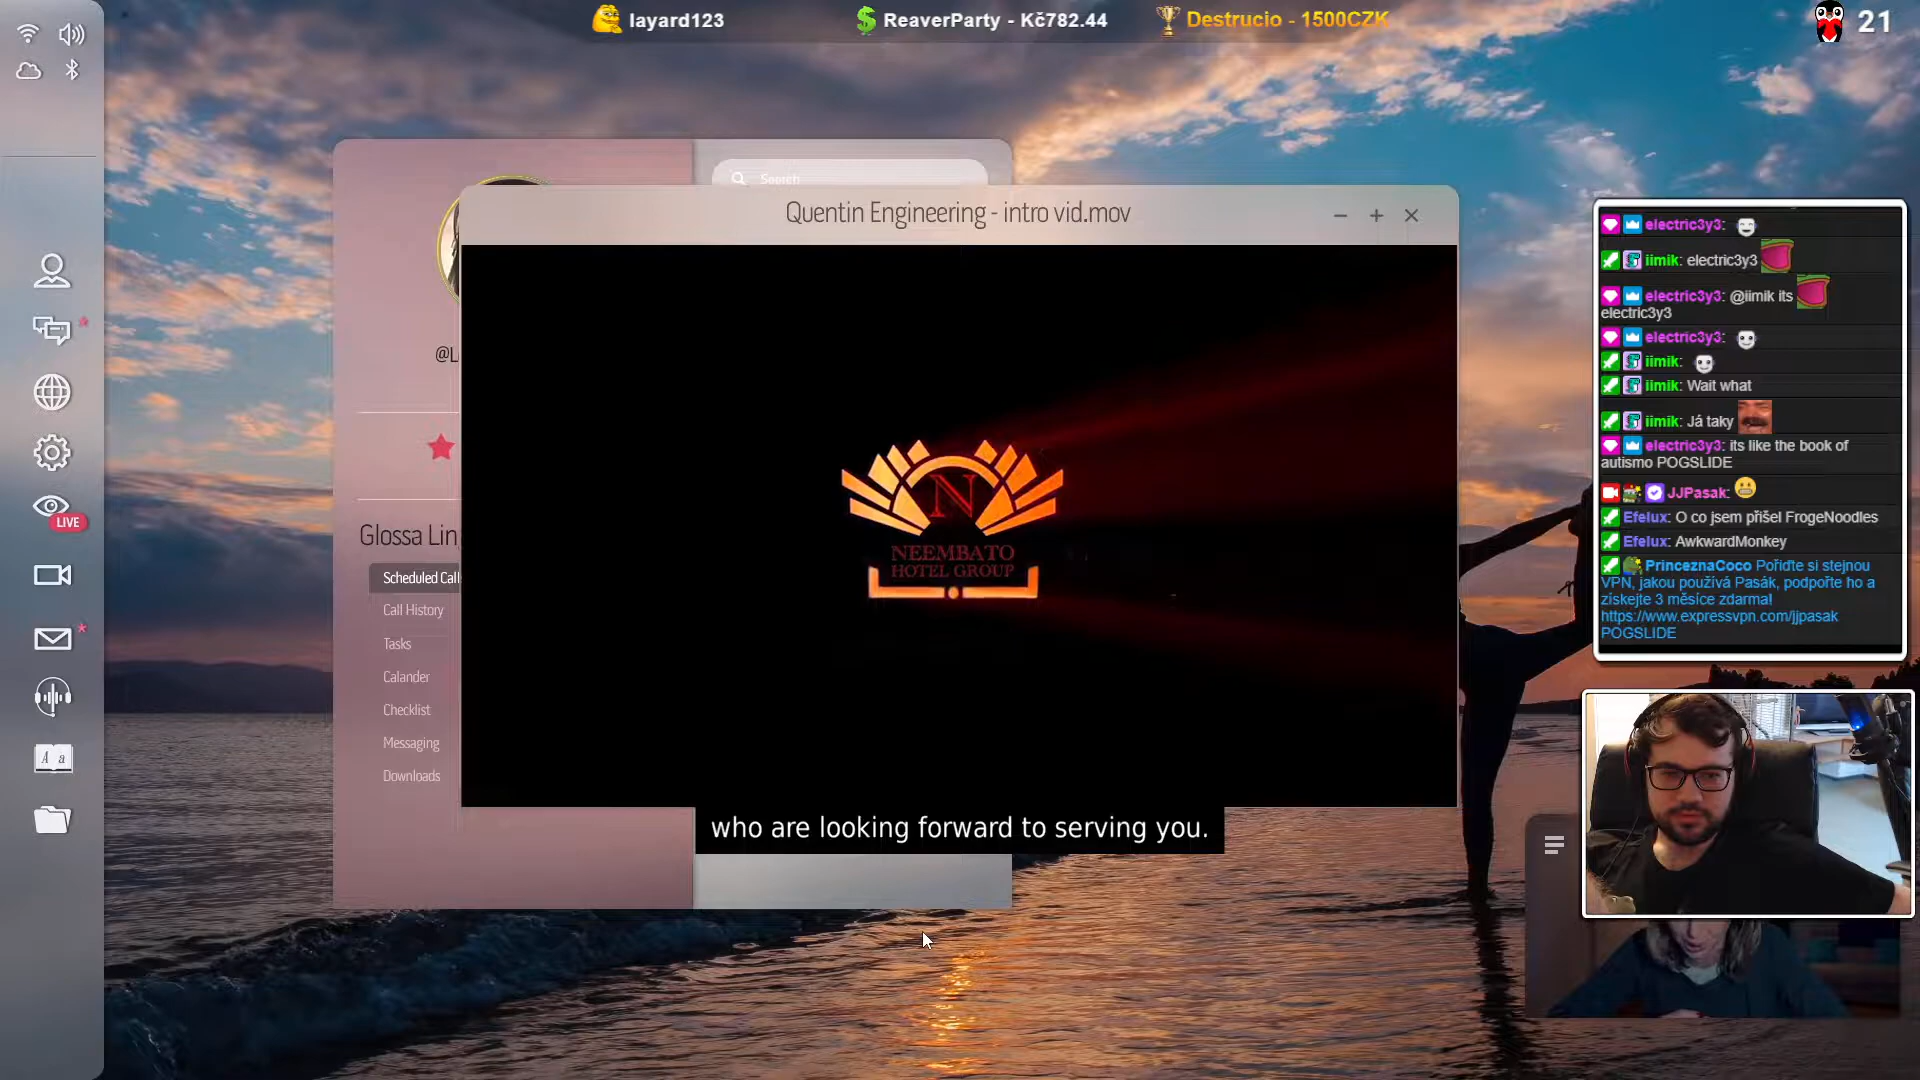 layard123
ReaverParty - Kč782.44
Destrucio - 1500CZK
21
Search
Quentin Engineering - intro vid.mov
@L
LIVE
Glossa Lin
Scheduled Call
Call History
Tasks
Calander
Checklist
Messaging
Downloads
A a
N
NEEMBATO
HOTEL GROUP
who are looking forward to serving you.
electric3y3:
iimik: electric3y3
electric3y3: @iimik its
electric3y3
electric3y3:
iimik:
iimik: Wait what
iimik: Já taky
electric3y3: its like the book of
autismo POGSLIDE
JJPasak:
Efelux: O co jsem přišel FrogeNoodles
Efelux: AwkwardMonkey
PrinceznaCoco Pořiďte si stejnou
VPN, jakou používá Pasák, podpořte ho a
získejte 3 měsíce zdarma!
https://www.expressvpn.com/jjpasak
POGSLIDE